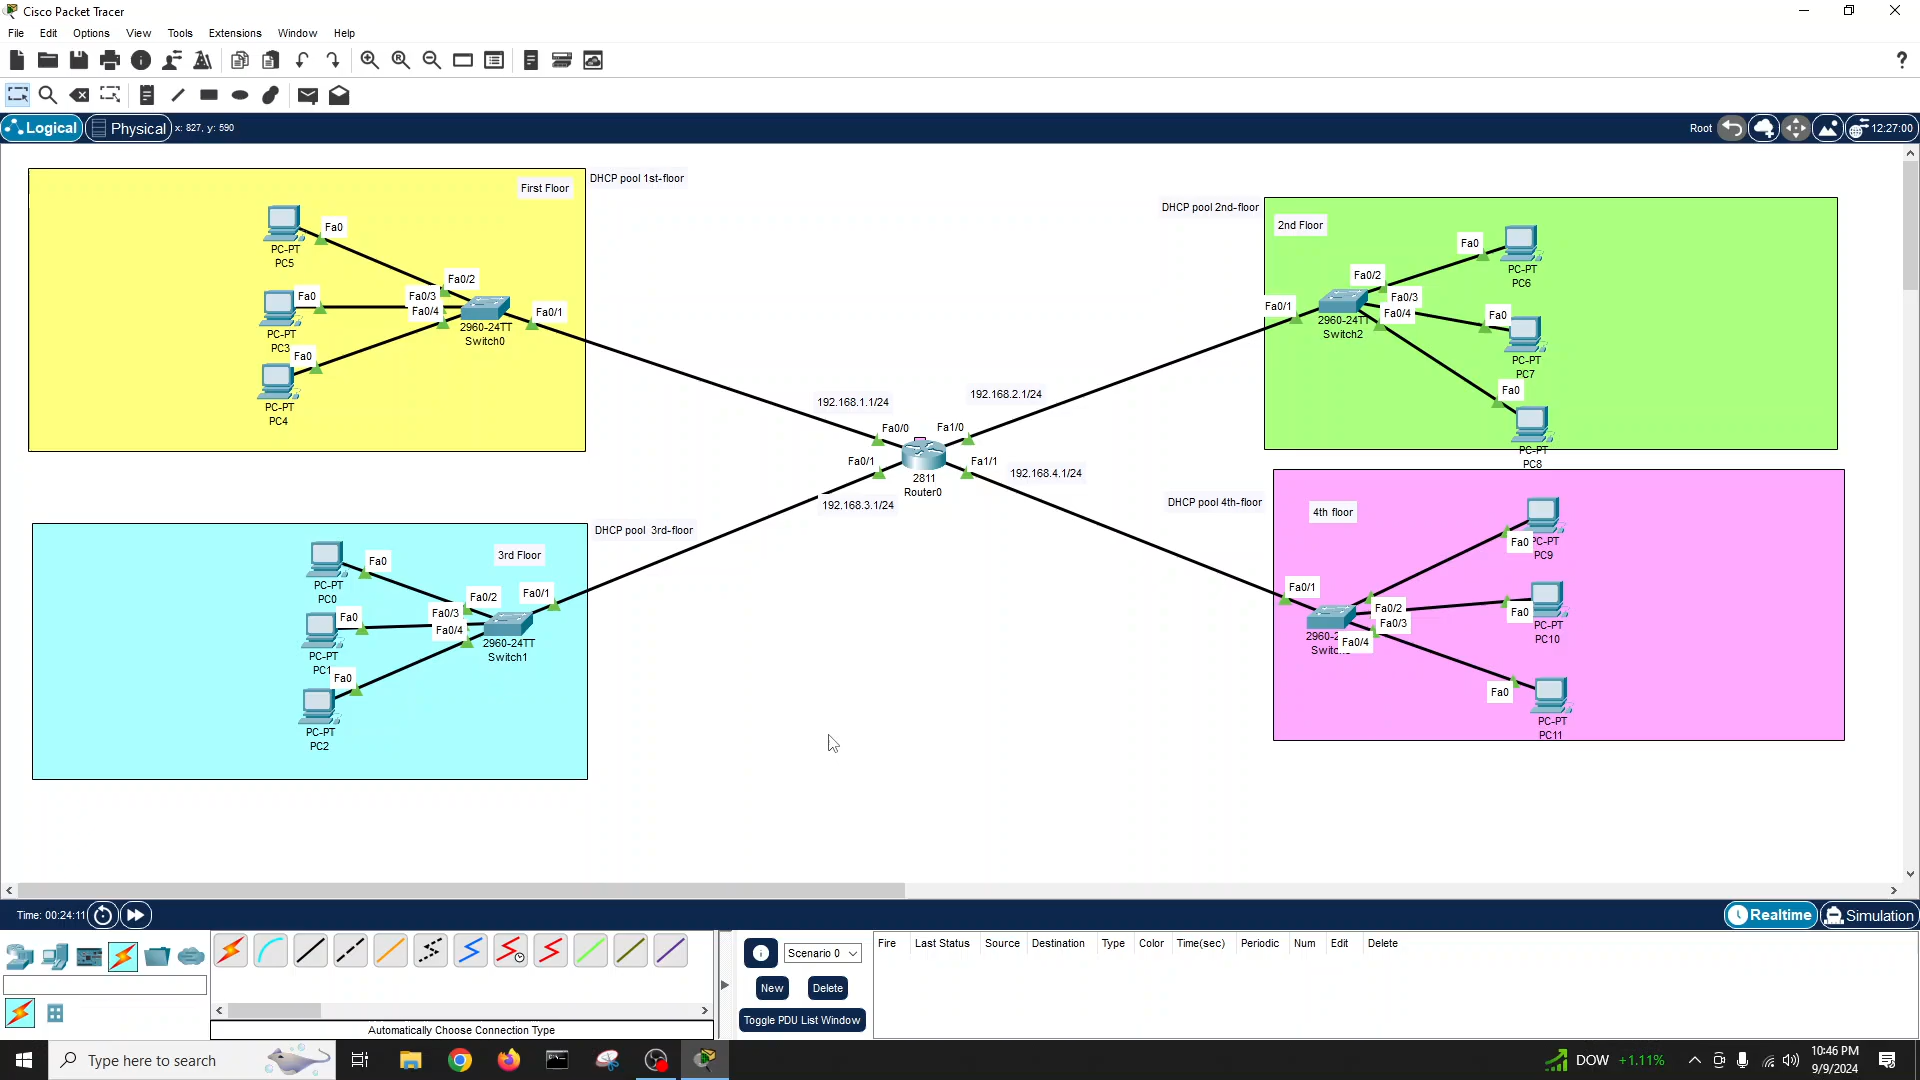 Cisco Packet Tracer
File Edit Options View Tools Extensions Window Help
Logical Physical x: 827, y: 590 Root 12:27:00
First Floor
DHCP pool 1st-floor
Fa0
PC-PT
PC5
Fa0/2
Fa0
Fa0/3
Fa0/4
Fa0/1
PC-PT
PC3
2960-24TT
Switch0
Fa0
PC-PT
PC4
DHCP pool 2nd-floor
2nd Floor
Fa0
PC-PT
PC6
Fa0/2
Fa0/1
Fa0/3
Fa0/4
Fa0
2960-24TT
Switch2
PC-PT
PC7
Fa0
PC-PT
PC8
192.168.1.1/24
192.168.2.1/24
Fa0/0
Fa1/0
Fa0/1
Fa1/1
192.168.4.1/24
2811
Router0
192.168.3.1/24
DHCP pool 3rd-floor
3rd Floor
Fa0
PC-PT
PC0
Fa0/2
Fa0/1
Fa0
Fa0/3
Fa0/4
2960-24TT
Switch1
PC-PT
PC1
Fa0
PC-PT
PC2
DHCP pool 4th-floor
4th floor
Fa0
PC-PT
PC9
Fa0/1
Fa0/2
Fa0
Fa0/3
PC-PT
PC10
Fa0/4
Fa0
PC-PT
PC11
Time: 00:24:11
Realtime Simulation
Scenario 0
New Delete
Toggle PDU List Window
Fire Last Status Source Destination Type Color Time(sec) Periodic Num Edit Delete
Automatically Choose Connection Type
Type here to search
DOW +1.11%
10:46 PM
9/9/2024